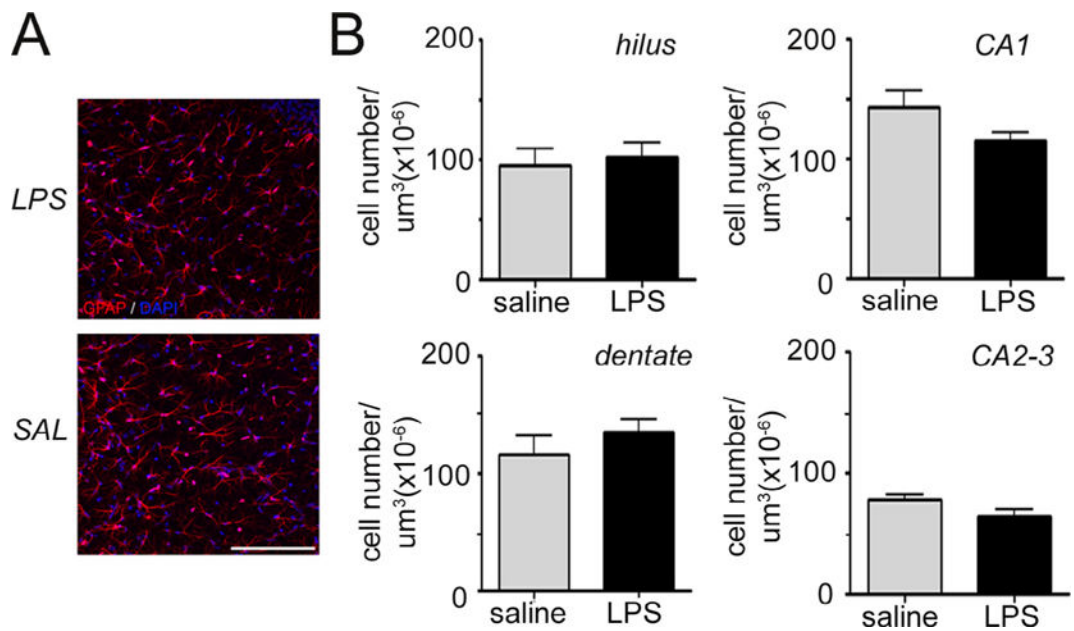 A
LPS
GFAP / DAPI
SAL
B
hilus
cell number/
um³(x10⁻⁶)
200
100
0
saline LPS
CA1
cell number/
um³(x10⁻⁶)
200
100
0
saline LPS
dentate
cell number/
um³(x10⁻⁶)
200
100
0
saline LPS
CA2-3
cell number/
um³(x10⁻⁶)
200
100
0
saline LPS